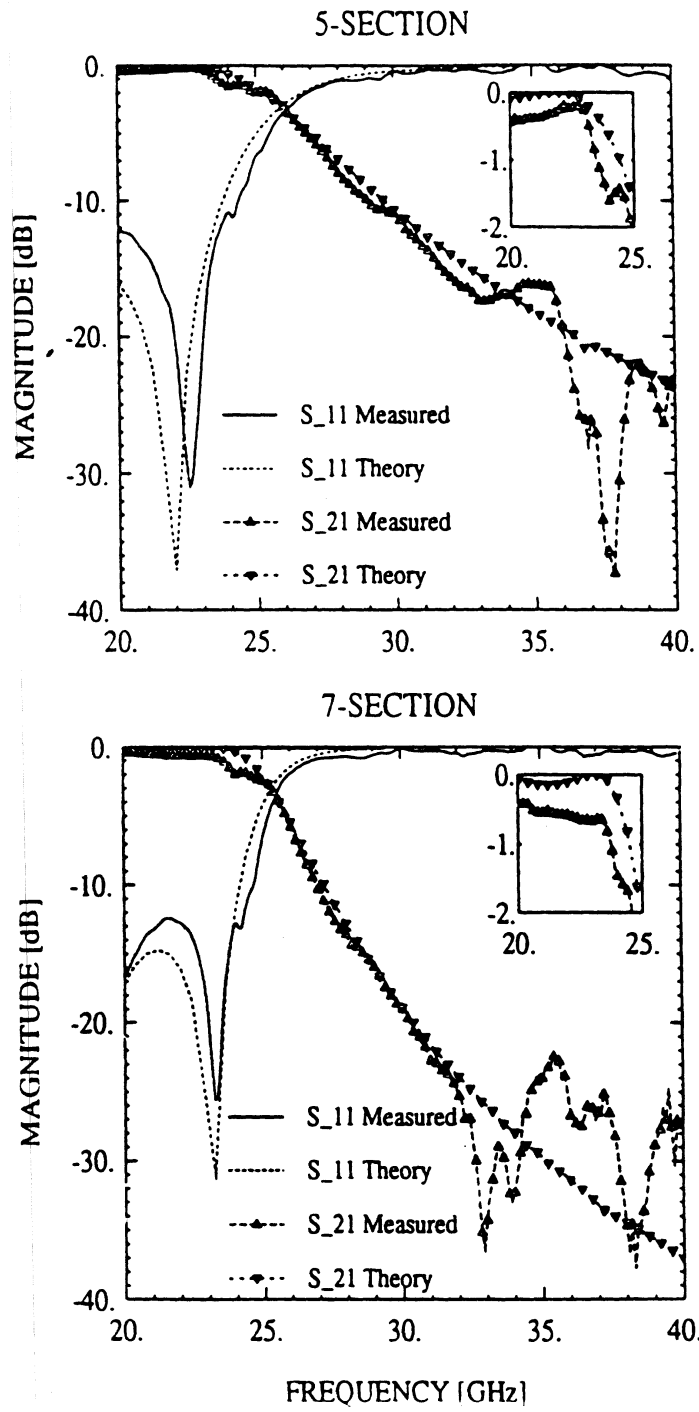 5-SECTION
0.
-10.
-20.
-30.
-40.
MAGNITUDE [dB]
20.
25.
30.
35.
40.
0.
-1.
-2.
20.
25.
S_11 Measured
S_11 Theory
S_21 Measured
S_21 Theory
7-SECTION
0.
-10.
-20.
-30.
-40.
MAGNITUDE [dB]
20.
25.
30.
35.
40.
0.
-1.
-2.
20.
25.
S_11 Measured
S_11 Theory
S_21 Measured
S_21 Theory
FREQUENCY [GHz]